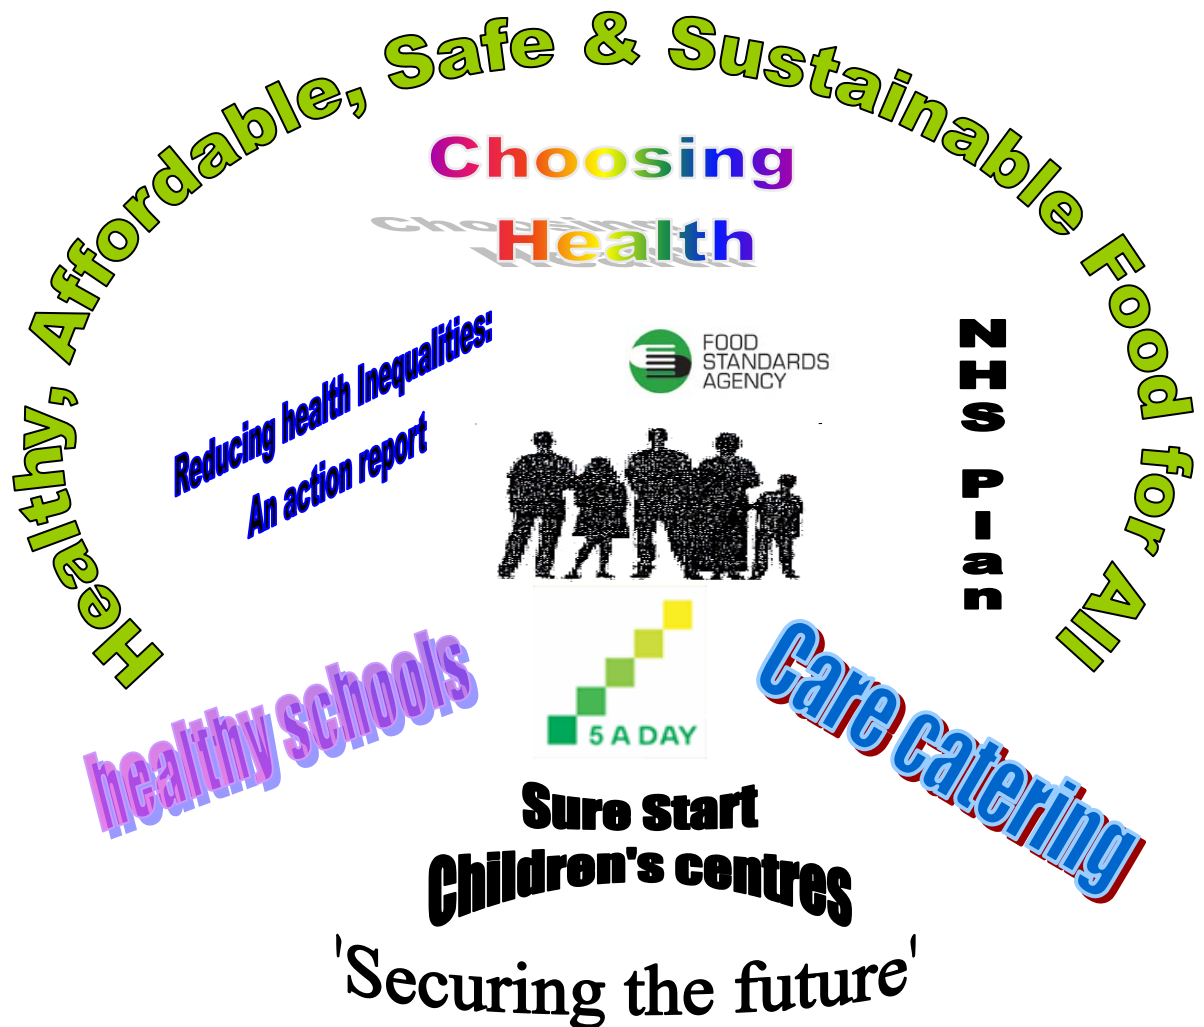 Healthy, Affordable, Safe & Sustainable Food for All
Choosing
Health
Reducing health Inequalities:
An action report
FOOD
STANDARDS
AGENCY
NHS Plan
healthy schools
5 A DAY
Care catering
Sure Start
Children's centres
'Securing the future'